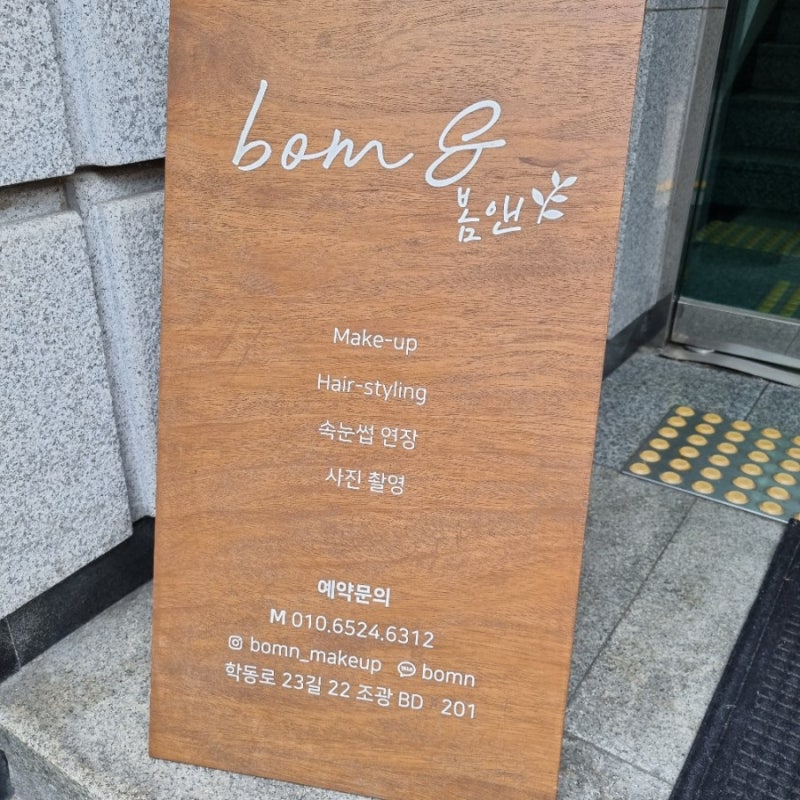 bom &
봄앤
Make-up
Hair-styling
속눈썹 연장
사진 촬영
예약문의
M 010.6524.6312
bomn_makeup TALK bomn
학동로 23길 22 조광 BD 201